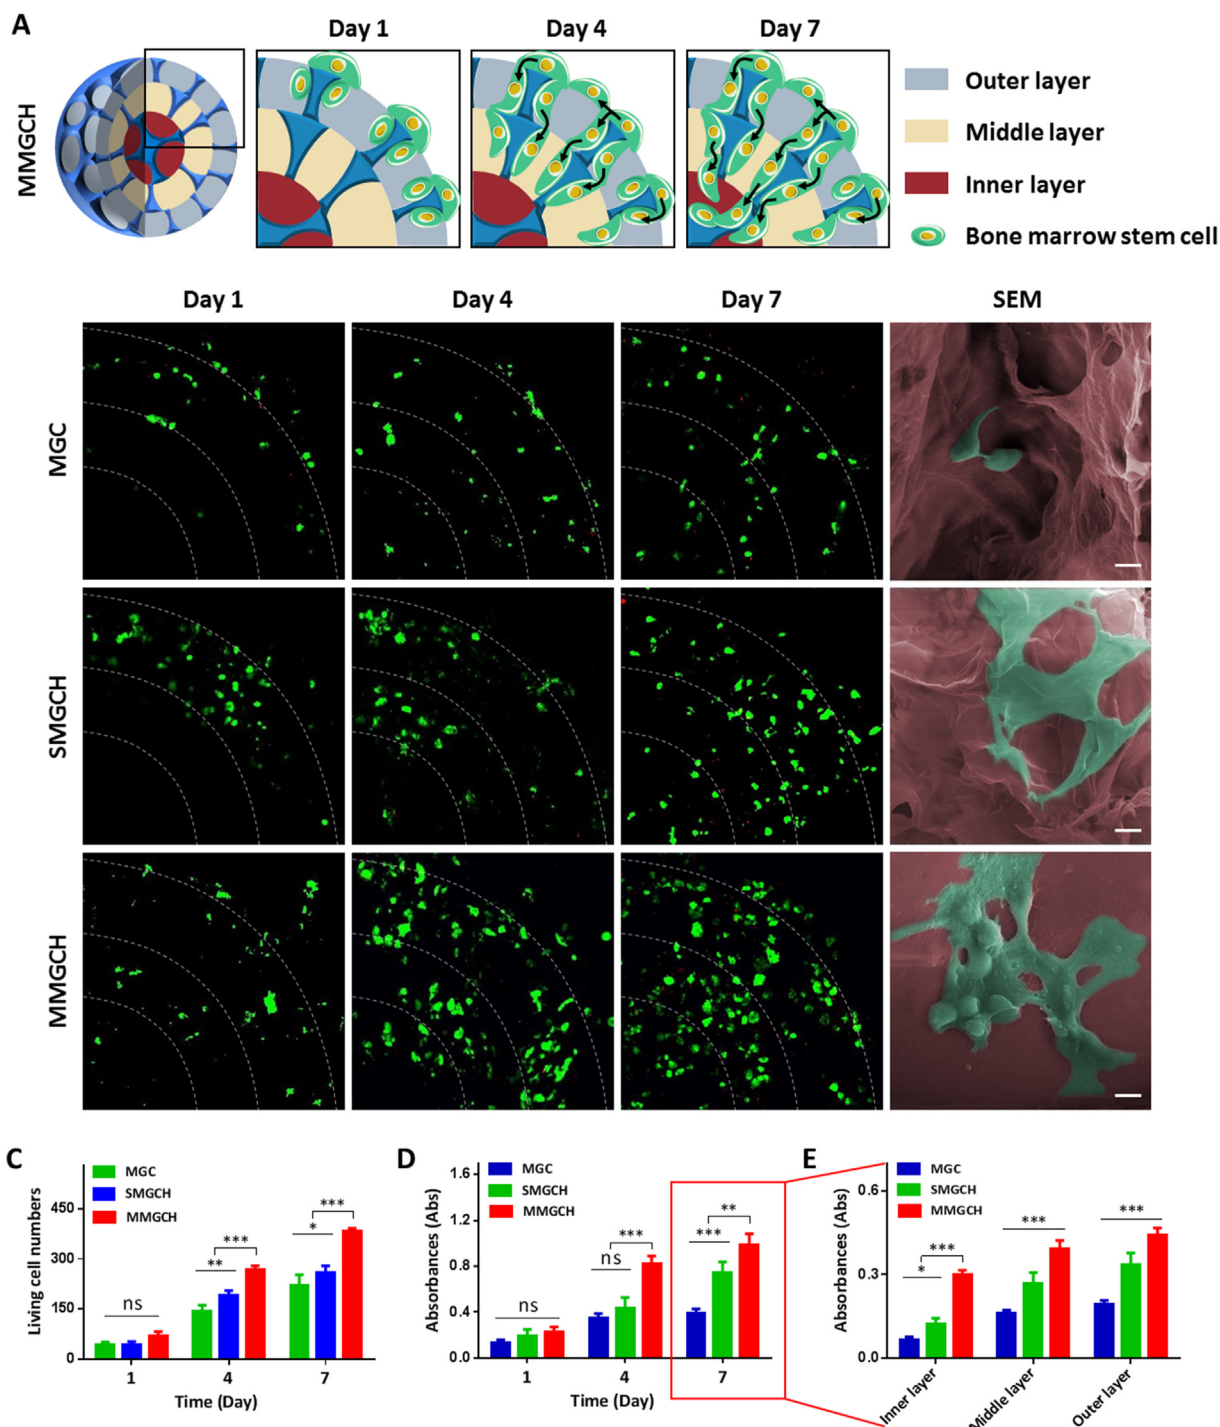 A
Day 1
Day 4
Day 7
MMGCH
Outer layer
Middle layer
Inner layer
Bone marrow stem cell
Day 1
Day 4
Day 7
SEM
MGC
SMGCH
MMGCH
C
MGC
SMGCH
MMGCH
Living cell numbers
450
300
150
0
ns
**
***
*
***
1
4
7
Time (Day)
D
MGC
SMGCH
MMGCH
Absorbances (Abs)
1.6
1.2
0.8
0.4
0.0
ns
ns
***
***
**
1
4
7
Time (Day)
E
MGC
SMGCH
MMGCH
Absorbances (Abs)
0.6
0.3
0.0
*
***
***
***
Inner layer
Middle layer
Outer layer